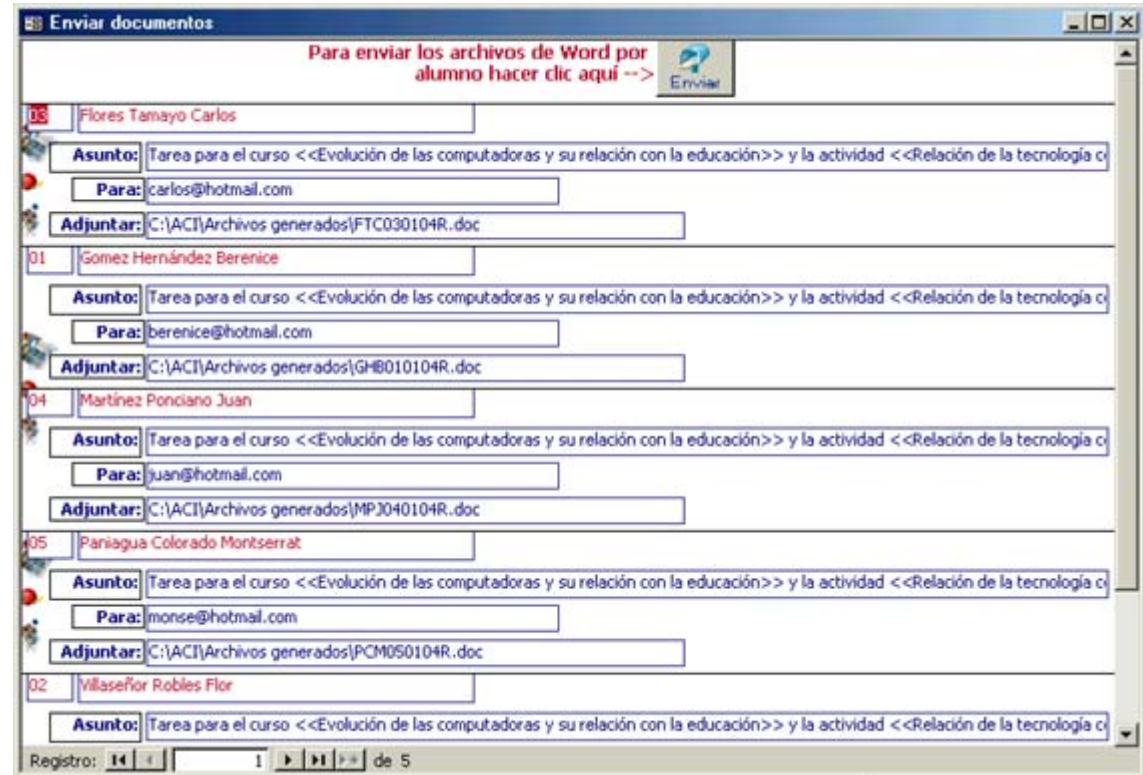 Enviar documentos
Para enviar los archivos de Word por
alumno hacer clic aquí -->
Enviar
03 Flores Tamayo Carlos
Asunto: Tarea para el curso <<Evolución de las computadoras y su relación con la educación>> y la actividad <<Relación de la tecnología c
Para: carlos@hotmail.com
Adjuntar: C:\ACI\Archivos generados\FTC030104R.doc
01 Gomez Hernández Berenice
Asunto: Tarea para el curso <<Evolución de las computadoras y su relación con la educación>> y la actividad <<Relación de la tecnología c
Para: berenice@hotmail.com
Adjuntar: C:\ACI\Archivos generados\GHB010104R.doc
04 Martínez Ponciano Juan
Asunto: Tarea para el curso <<Evolución de las computadoras y su relación con la educación>> y la actividad <<Relación de la tecnología c
Para: juan@hotmail.com
Adjuntar: C:\ACI\Archivos generados\MPJ040104R.doc
05 Paniagua Colorado Montserrat
Asunto: Tarea para el curso <<Evolución de las computadoras y su relación con la educación>> y la actividad <<Relación de la tecnología c
Para: monse@hotmail.com
Adjuntar: C:\ACI\Archivos generados\PCM050104R.doc
02 Villaseñor Robles Flor
Asunto: Tarea para el curso <<Evolución de las computadoras y su relación con la educación>> y la actividad <<Relación de la tecnología c
Registro: 1 de 5